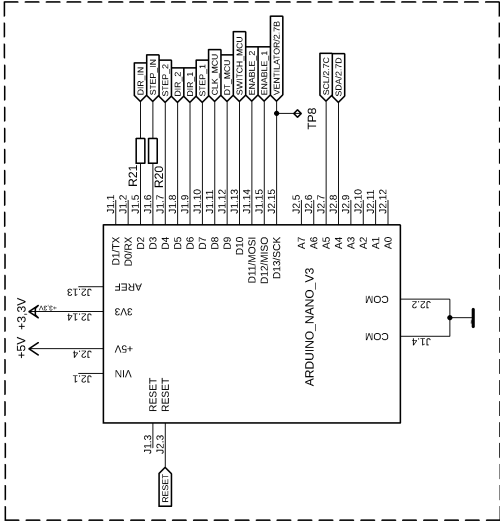 DIR_IN
STEP_IN
STEP_2
DIR_2
DIR_1
STEP_1
CLK_MCU
DT_MCU
SWITCH_MCU
ENABLE_2
ENABLE_1
VENTILATOR/2.7B
SCL/2.7C
SDA/2.7D
TP8
R21
R20
J1.1
J1.2
J1.5
J1.6
J1.7
J1.8
J1.9
J1.10
J1.11
J1.12
J1.13
J1.14
J1.15
J2.15
J2.5
J2.6
J2.7
J2.8
J2.9
J2.10
J2.11
J2.12
D1/TX
D0/RX
D2
D3
D4
D5
D6
D7
D8
D9
D10
D11/MOSI
D12/MISO
D13/SCK
A7
A6
A5
A4
A3
A2
A1
A0
J2.13
AREF
+3,3V
+3,3V
J2.14
3V3
+5V
J2.4
+5V
J2.1
VIN
ARDUINO_NANO_V3
COM
J2.2
COM
J1.4
RESET
RESET
J1.3
J2.3
RESET